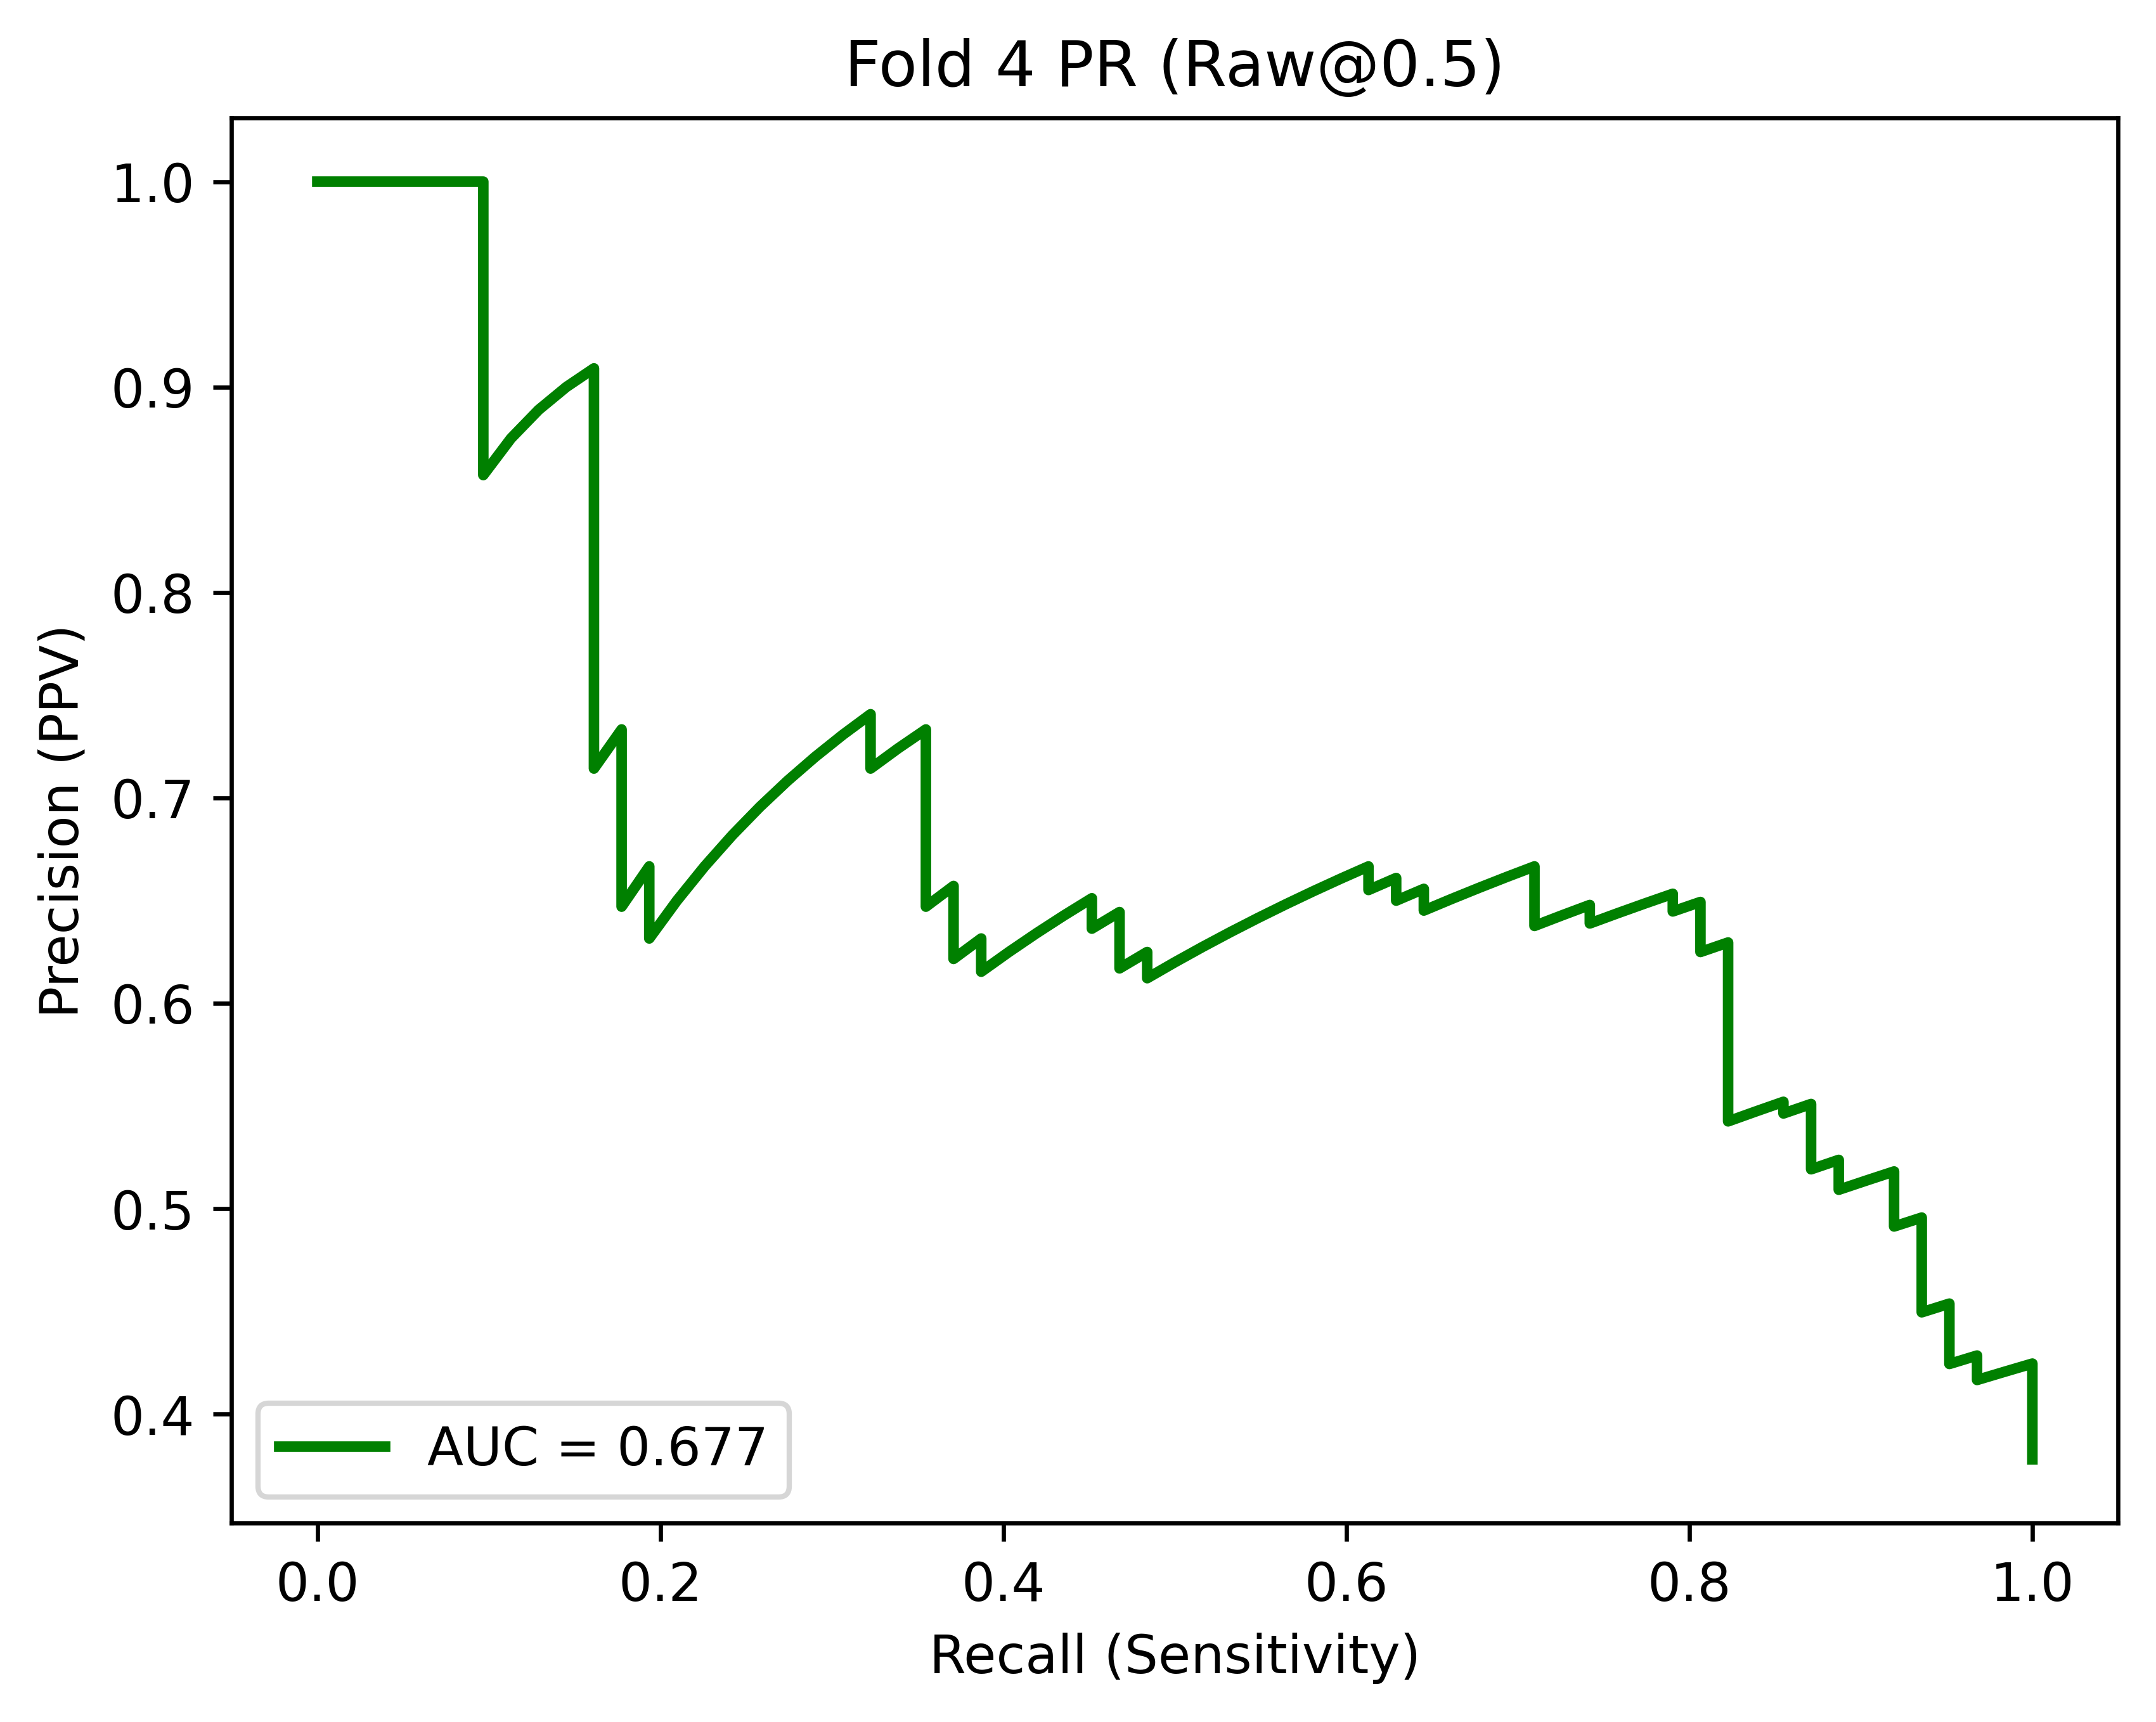 Fold 4 PR (Raw@0.5)
Precision (PPV)
1.0
0.9
0.8
0.7
0.6
0.5
0.4
AUC = 0.677
0.0 0.2 0.4 0.6 0.8 1.0
Recall (Sensitivity)